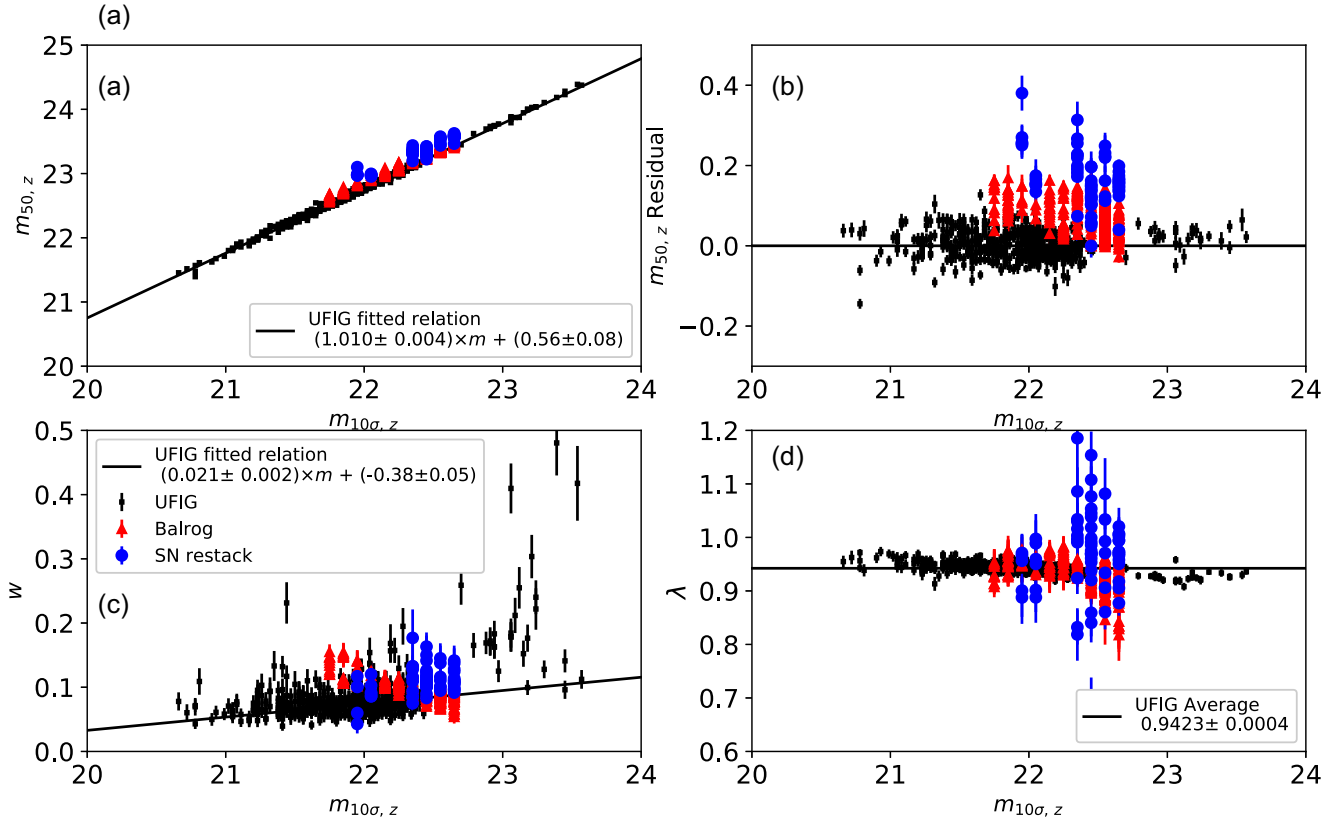 (a)
25
24
23
22
21
20
m50, z
(a)
UFIG fitted relation
(1.010± 0.004)×m + (0.56±0.08)
20 21 22 23 24
m10σ, z
0.4
0.2
0.0
−0.2
m50, z Residual
(b)
20 21 22 23 24
m10σ, z
0.5
0.4
0.3
0.2
0.1
0.0
w
UFIG fitted relation
(0.021± 0.002)×m + (-0.38±0.05)
UFIG
Balrog
SN restack
(c)
20 21 22 23 24
m10σ, z
1.2
1.1
1.0
0.9
0.8
0.7
0.6
λ
(d)
UFIG Average
0.9423± 0.0004
20 21 22 23 24
m10σ, z